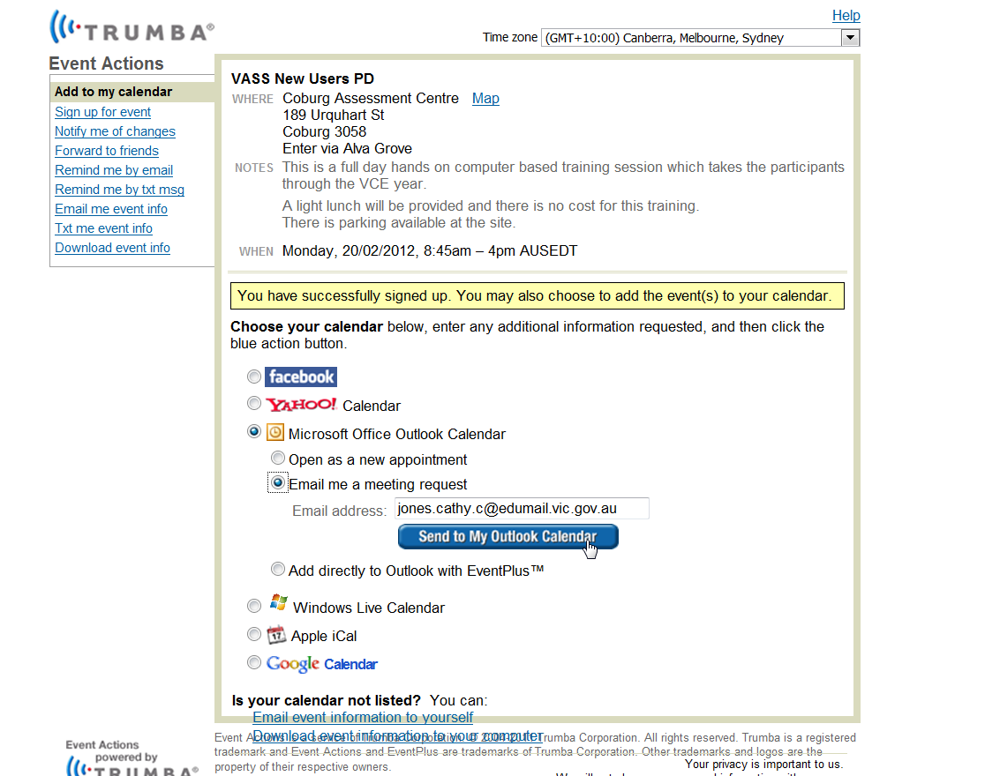 TRUMBA®
Help
Time zone (GMT+10:00) Canberra, Melbourne, Sydney
Event Actions
Add to my calendar
Sign up for event
Notify me of changes
Forward to friends
Remind me by email
Remind me by txt msg
Email me event info
Txt me event info
Download event info
VASS New Users PD
WHERE Coburg Assessment Centre Map
189 Urquhart St
Coburg 3058
Enter via Alva Grove
NOTES This is a full day hands on computer based training session which takes the participants
through the VCE year.
A light lunch will be provided and there is no cost for this training.
There is parking available at the site.
WHEN Monday, 20/02/2012, 8:45am – 4pm AUSEDT
You have successfully signed up. You may also choose to add the event(s) to your calendar.
Choose your calendar below, enter any additional information requested, and then click the
blue action button.
facebook
YAHOO! Calendar
Microsoft Office Outlook Calendar
Open as a new appointment
Email me a meeting request
Email address: jones.cathy.c@edumail.vic.gov.au
Send to My Outlook Calendar
Add directly to Outlook with EventPlus™
Windows Live Calendar
17 Apple iCal
Google Calendar
Is your calendar not listed? You can:
Email event information to yourself
Download event information to your computer
Event Actions is a service of Trumba Corporation. © 2004-2011 Trumba Corporation. All rights reserved. Trumba is a registered
trademark and Event Actions and EventPlus are trademarks of Trumba Corporation. Other trademarks and logos are the
property of their respective owners.
Your privacy is important to us.
Event Actions
powered by
TRUMBA®